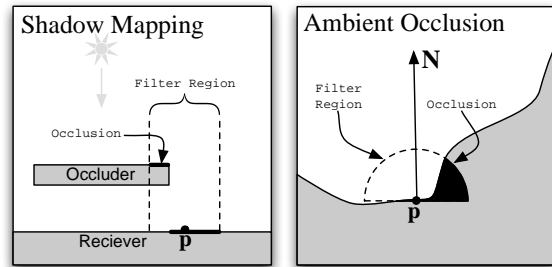 Shadow Mapping
Filter Region
Occlusion
Occluder
Reciever
p
Ambient Occlusion
N
Filter
Region
Occlusion
p